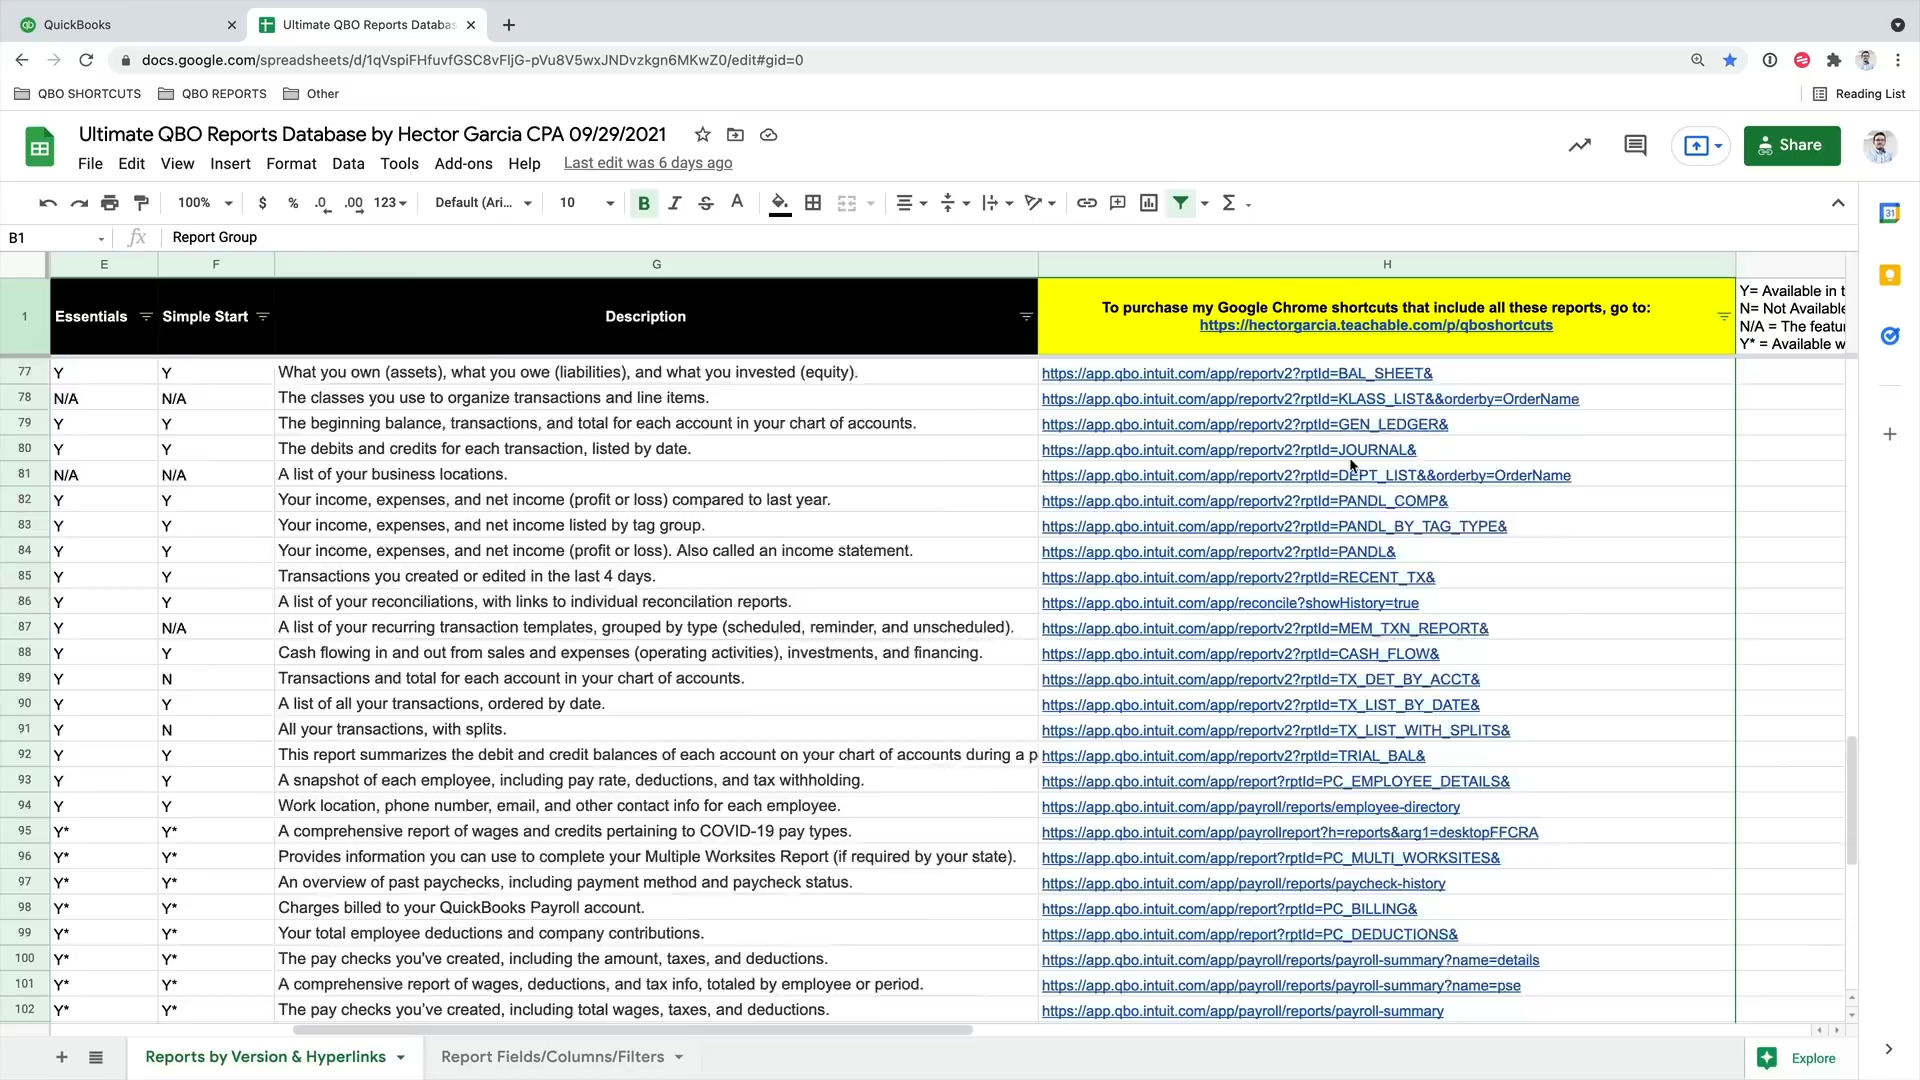 QuickBooks
Ultimate QBO Reports Databas
docs.google.com/spreadsheets/d/1qVspiFHfuvfGSC8vFljG-pVu8V5wxJNDvzkgn6MKwZ0/edit#gid=0
QBO SHORTCUTS
QBO REPORTS
Other
Reading List
Ultimate QBO Reports Database by Hector Garcia CPA 09/29/2021
File Edit View Insert Format Data Tools Add-ons Help Last edit was 6 days ago
Share
100% $ % .0 .00 123 Default (Ari... 10 B I S A Σ
31
B1 fx Report Group
E F G H
1 Essentials Simple Start Description
To purchase my Google Chrome shortcuts that include all these reports, go to:
https://hectorgarcia.teachable.com/p/qboshortcuts
Y= Available in t
N= Not Available
N/A = The featur
Y* = Available w
77 Y Y What you own (assets), what you owe (liabilities), and what you invested (equity). https://app.qbo.intuit.com/app/reportv2?rptId=BAL_SHEET&
78 N/A N/A The classes you use to organize transactions and line items. https://app.qbo.intuit.com/app/reportv2?rptId=KLASS_LIST&&orderby=OrderName
79 Y Y The beginning balance, transactions, and total for each account in your chart of accounts. https://app.qbo.intuit.com/app/reportv2?rptId=GEN_LEDGER&
80 Y Y The debits and credits for each transaction, listed by date. https://app.qbo.intuit.com/app/reportv2?rptId=JOURNAL&
81 N/A N/A A list of your business locations. https://app.qbo.intuit.com/app/reportv2?rptId=DEPT_LIST&&orderby=OrderName
82 Y Y Your income, expenses, and net income (profit or loss) compared to last year. https://app.qbo.intuit.com/app/reportv2?rptId=PANDL_COMP&
83 Y Y Your income, expenses, and net income listed by tag group. https://app.qbo.intuit.com/app/reportv2?rptId=PANDL_BY_TAG_TYPE&
84 Y Y Your income, expenses, and net income (profit or loss). Also called an income statement. https://app.qbo.intuit.com/app/reportv2?rptId=PANDL&
85 Y Y Transactions you created or edited in the last 4 days. https://app.qbo.intuit.com/app/reportv2?rptId=RECENT_TX&
86 Y Y A list of your reconciliations, with links to individual reconcilation reports. https://app.qbo.intuit.com/app/reconcile?showHistory=true
87 Y N/A A list of your recurring transaction templates, grouped by type (scheduled, reminder, and unscheduled). https://app.qbo.intuit.com/app/reportv2?rptId=MEM_TXN_REPORT&
88 Y Y Cash flowing in and out from sales and expenses (operating activities), investments, and financing. https://app.qbo.intuit.com/app/reportv2?rptId=CASH_FLOW&
89 Y N Transactions and total for each account in your chart of accounts. https://app.qbo.intuit.com/app/reportv2?rptId=TX_DET_BY_ACCT&
90 Y Y A list of all your transactions, ordered by date. https://app.qbo.intuit.com/app/reportv2?rptId=TX_LIST_BY_DATE&
91 Y N All your transactions, with splits. https://app.qbo.intuit.com/app/reportv2?rptId=TX_LIST_WITH_SPLITS&
92 Y Y This report summarizes the debit and credit balances of each account on your chart of accounts during a p https://app.qbo.intuit.com/app/reportv2?rptId=TRIAL_BAL&
93 Y Y A snapshot of each employee, including pay rate, deductions, and tax withholding. https://app.qbo.intuit.com/app/report?rptId=PC_EMPLOYEE_DETAILS&
94 Y Y Work location, phone number, email, and other contact info for each employee. https://app.qbo.intuit.com/app/payroll/reports/employee-directory
95 Y* Y* A comprehensive report of wages and credits pertaining to COVID-19 pay types. https://app.qbo.intuit.com/app/payrollreport?h=reports&arg1=desktopFFCRA
96 Y* Y* Provides information you can use to complete your Multiple Worksites Report (if required by your state). https://app.qbo.intuit.com/app/report?rptId=PC_MULTI_WORKSITES&
97 Y* Y* An overview of past paychecks, including payment method and paycheck status. https://app.qbo.intuit.com/app/payroll/reports/paycheck-history
98 Y* Y* Charges billed to your QuickBooks Payroll account. https://app.qbo.intuit.com/app/report?rptId=PC_BILLING&
99 Y* Y* Your total employee deductions and company contributions. https://app.qbo.intuit.com/app/report?rptId=PC_DEDUCTIONS&
100 Y* Y* The pay checks you've created, including the amount, taxes, and deductions. https://app.qbo.intuit.com/app/payroll/reports/payroll-summary?name=details
101 Y* Y* A comprehensive report of wages, deductions, and tax info, totaled by employee or period. https://app.qbo.intuit.com/app/payroll/reports/payroll-summary?name=pse
102 Y* Y* The pay checks you've created, including total wages, taxes, and deductions. https://app.qbo.intuit.com/app/payroll/reports/payroll-summary
Reports by Version & Hyperlinks
Report Fields/Columns/Filters
Explore